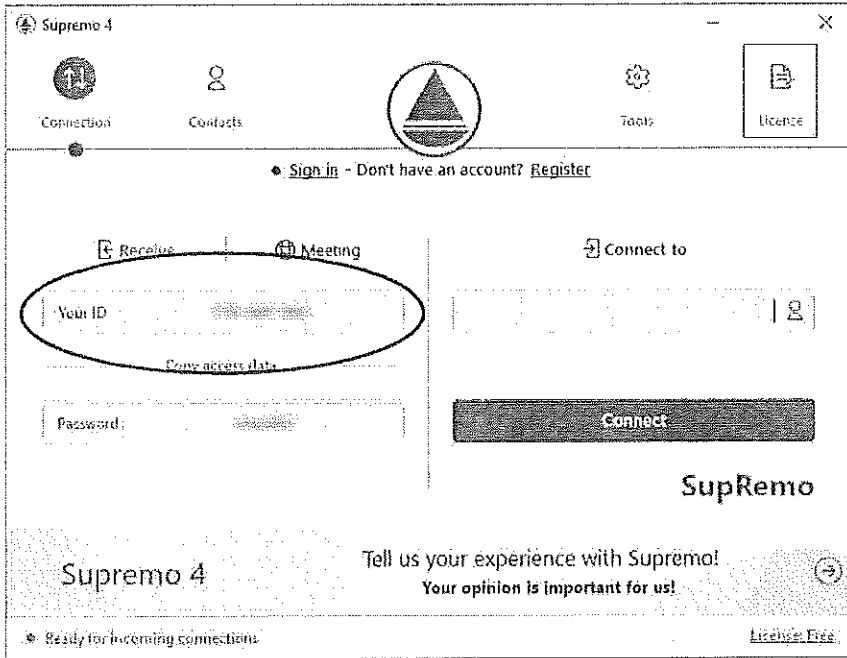 Supremo 4
Connection
Contacts
Tools
Licence
Sign in - Don't have an account? Register
Receive
Meeting
Connect to
Your ID
Copy access data
Password
Connect
SupRemo
Supremo 4
Tell us your experience with Supremo!
Your opinion is important for us!
Ready for incoming connections
License: Free